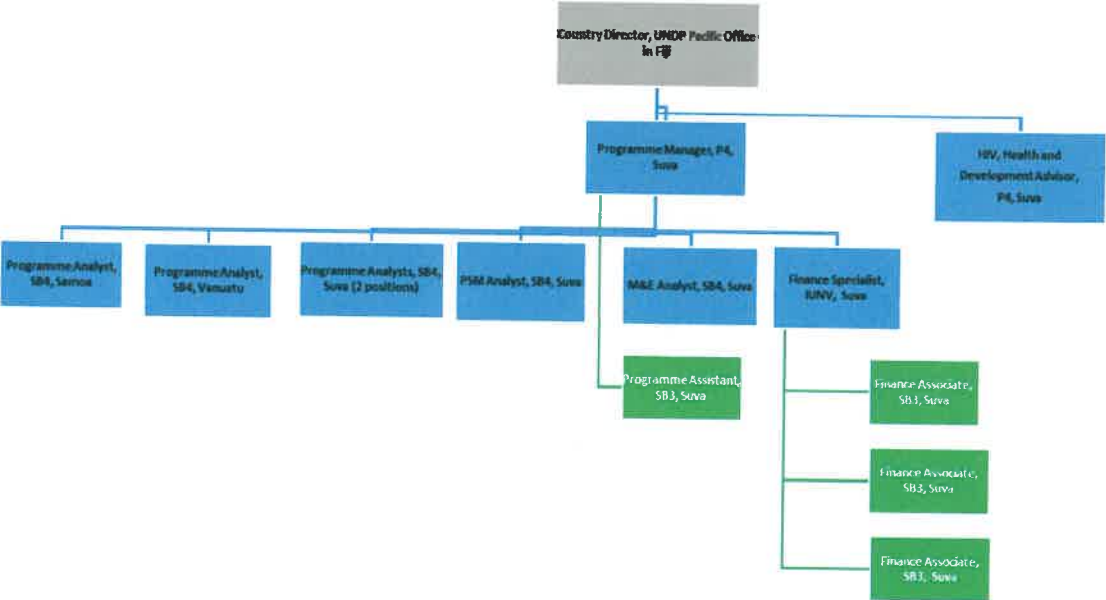 Country Director, UNDP Pacific Office
in Fiji
Programme Manager, P4,
Suva
HIV, Health and
Development Advisor,
P4, Suva
Programme Analyst,
SB4, Samoa
Programme Analyst,
SB4, Vanuatu
Programme Analysts, SB4,
Suva (2 positions)
PSM Analyst, SB4, Suva
M&E Analyst, SB4, Suva
Finance Specialist,
IUNV, Suva
Programme Assistant,
SB3, Suva
Finance Associate,
SB3, Suva
Finance Associate,
SB3, Suva
Finance Associate,
SB3, Suva